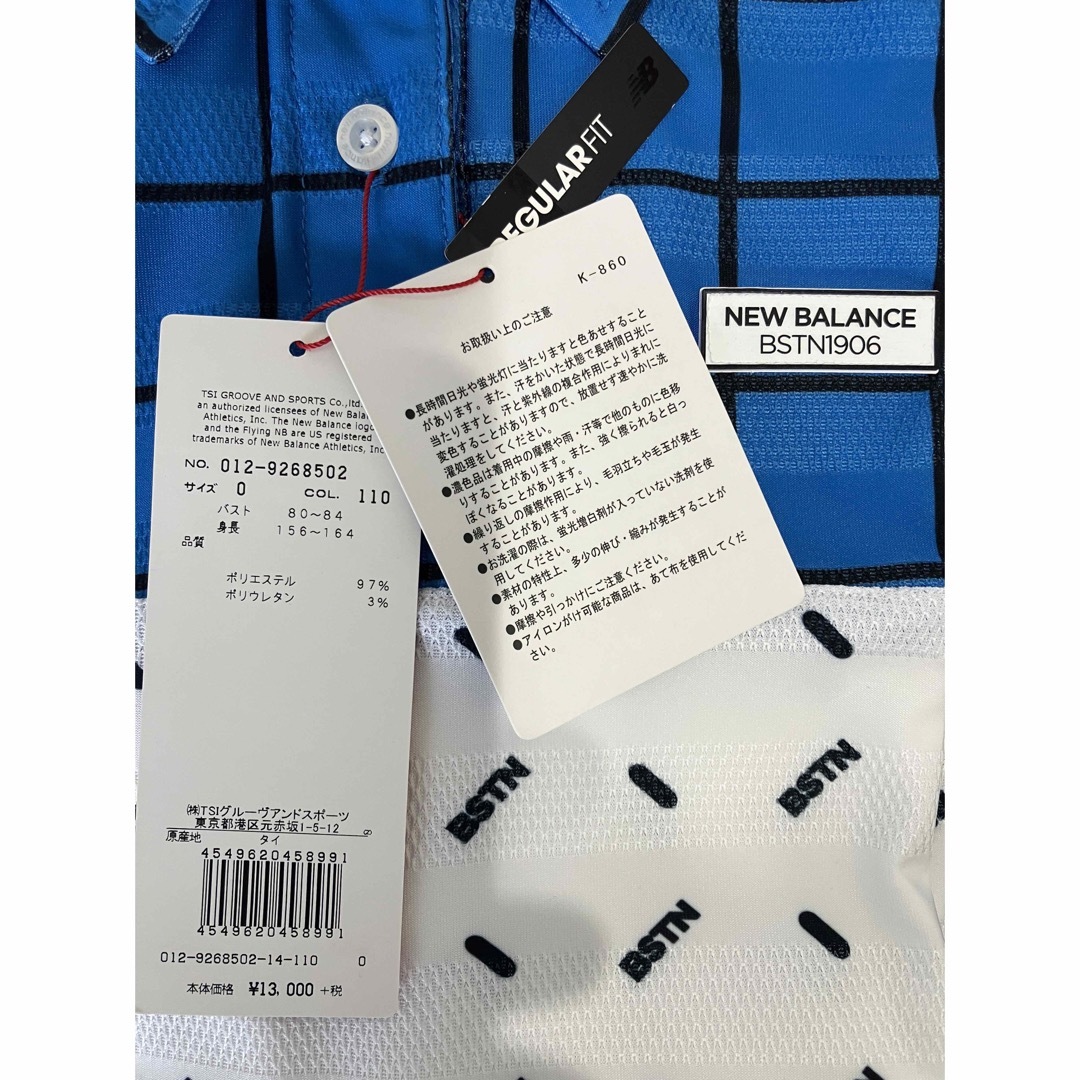 REGULAR FIT
NEW BALANCE
BSTN1906
K-860
お取扱い上のご注意
●長時間日光や蛍光灯に当たりますと色あせすること
があります。また、汗をかいた状態で長時間日光に
当たりますと、汗と紫外線の複合作用によりまれに
変色することがありますので、放置せず速やかに洗
濯処理をしてください。
●濃色品は着用中の摩擦や雨・汗等で他のものに色移
りすることがあります。また、強く擦られると白っ
ぽくなることがあります。
●繰り返しの摩擦作用により、毛羽立ちや毛玉が発生
することがあります。
●お洗濯の際は、蛍光増白剤が入っていない洗剤を使
用してください。
●素材の特性上、多少の伸び・縮みが発生することが
あります。
●摩擦や引っかけにご注意ください。
●アイロンがけ可能な商品は、あて布を使用してくだ
さい。
TSI GROOVE AND SPORTS Co.,ltd.
an authorized licensees of New Bala
Athletics, Inc. The New Balance logo
and the Flying NB are US registered
trademarks of New Balance Athletics, Inc
NO. 012-9268502
サイズ 0 COL. 110
バスト 80~84
身長 156~164
品質
ポリエステル 97%
ポリウレタン 3%
㈱TSIグルーヴアンドスポーツ
東京都港区元赤坂1-5-12 8
原産地 タイ
4549620458991
4549620458991
012-9268502-14-110 0
本体価格 ¥13,000 +税
BSTN
BSTN
BSTN